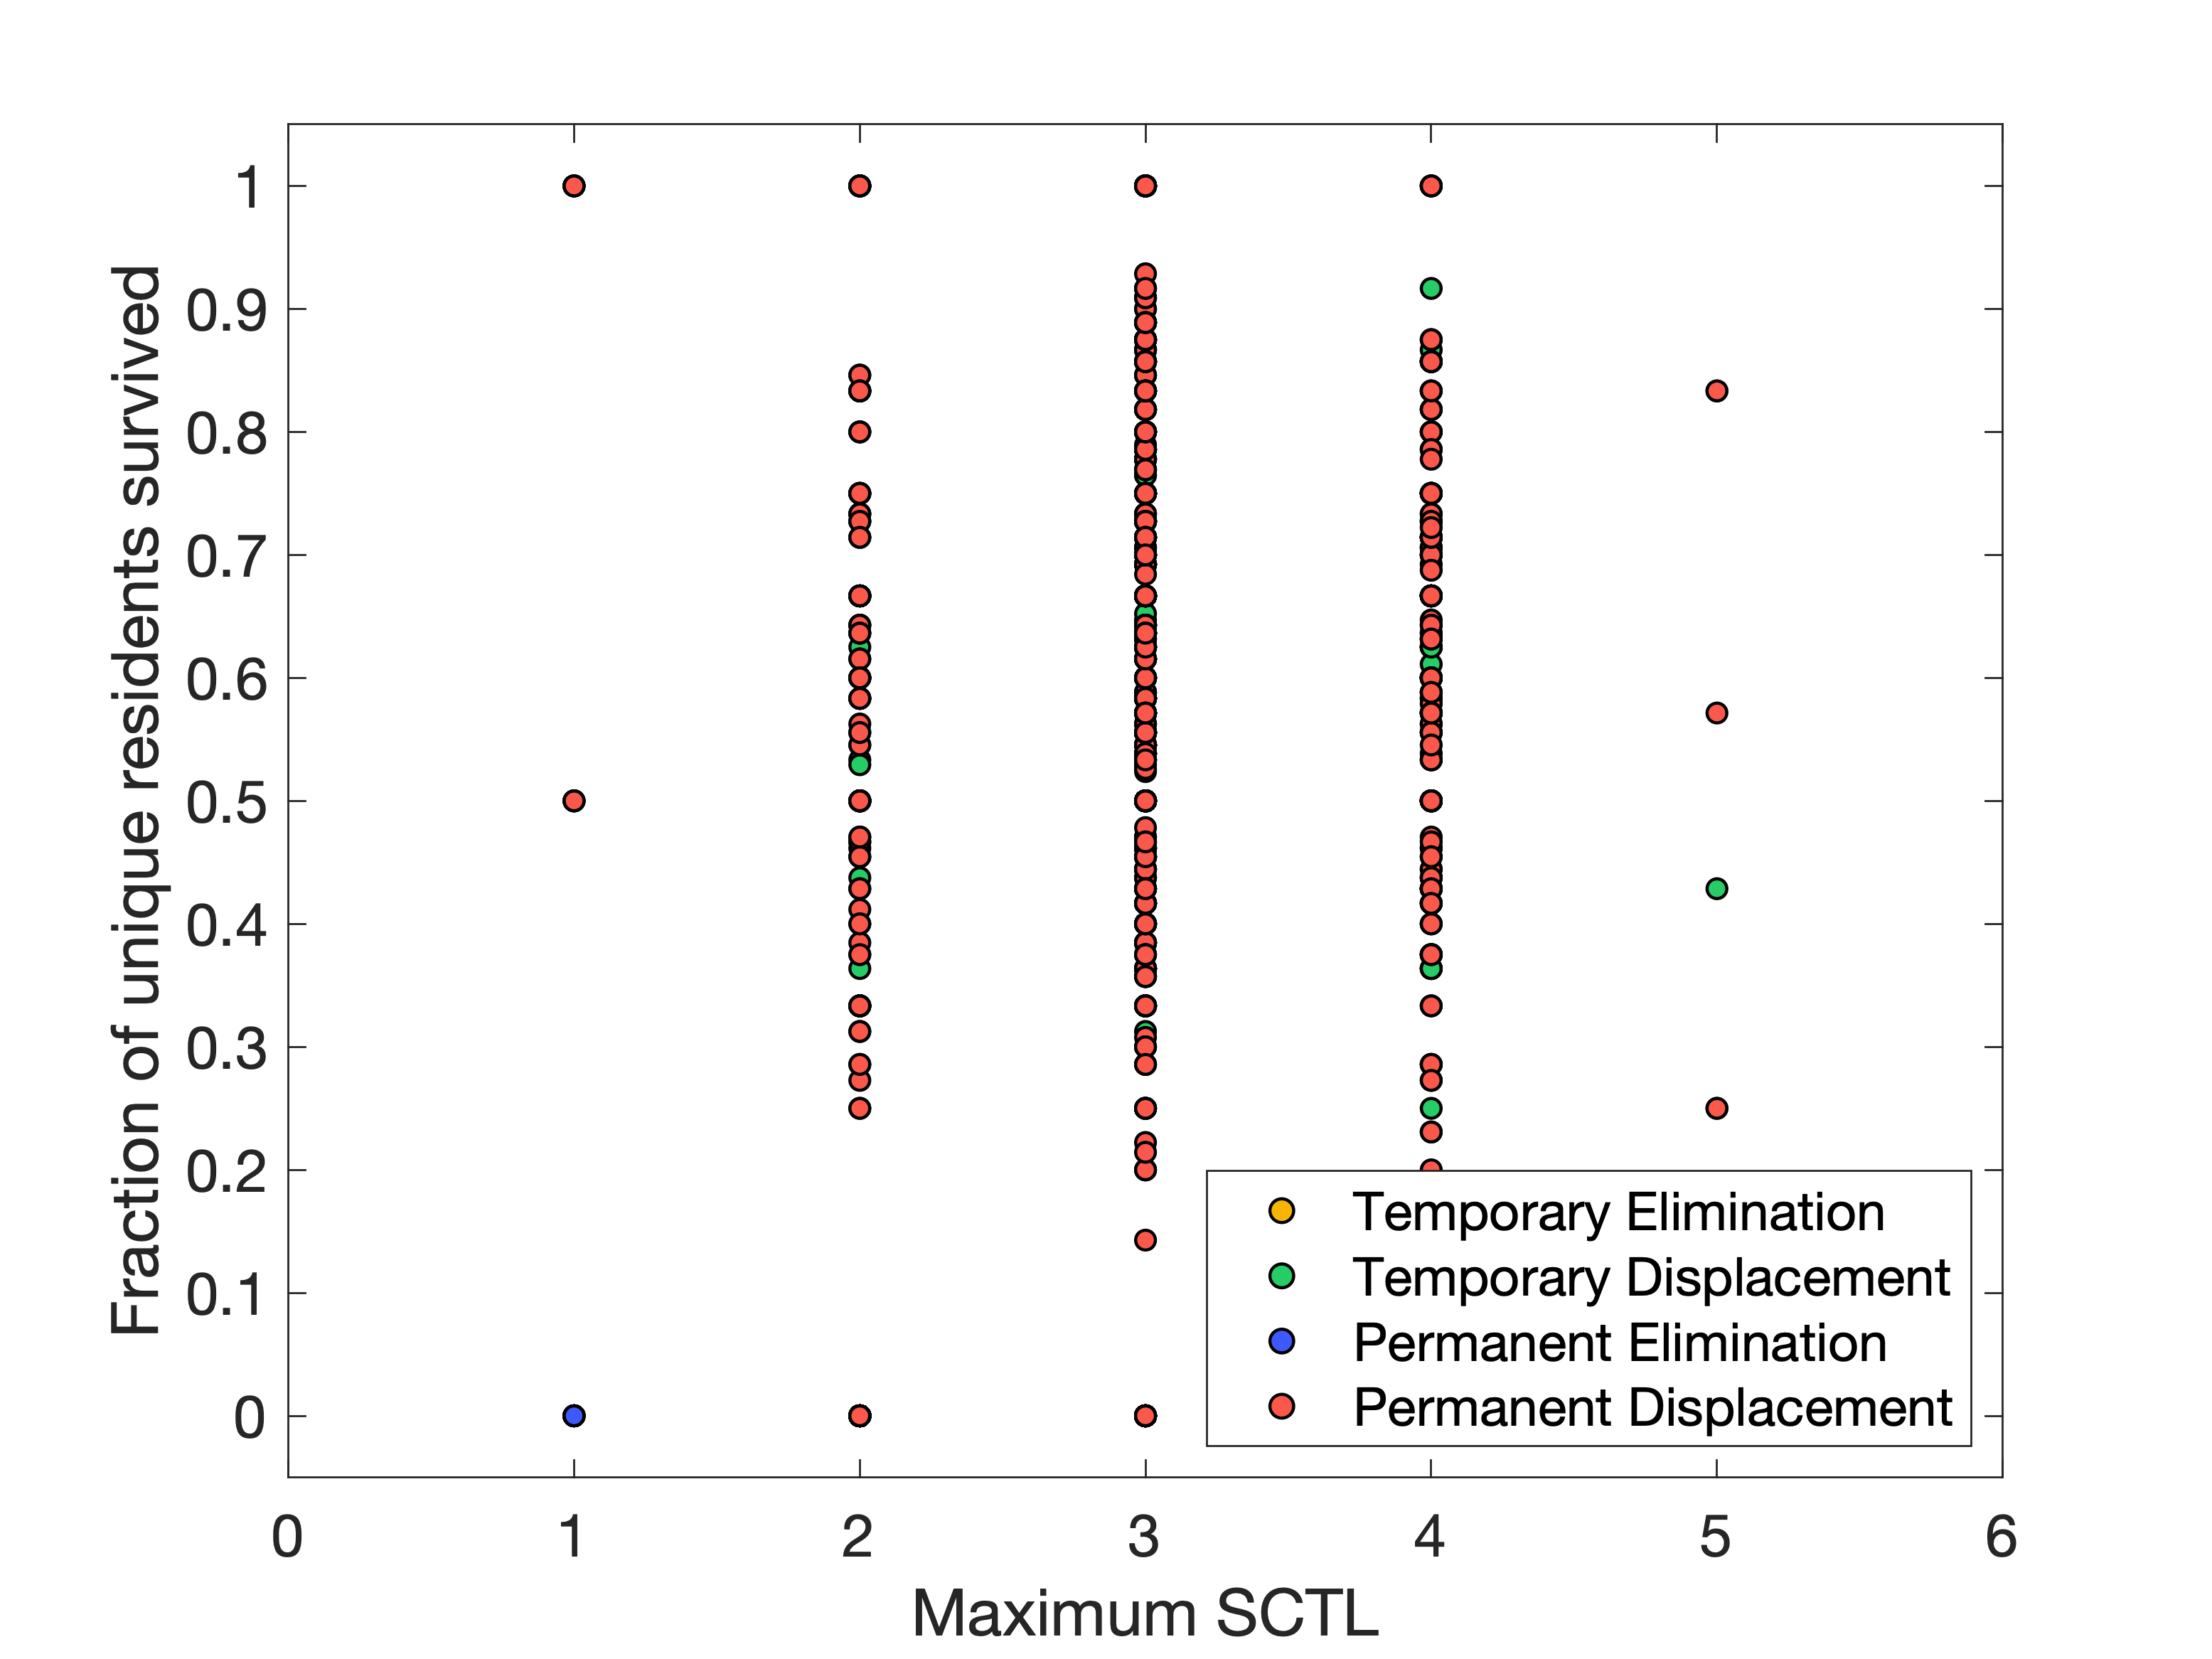 Fraction of unique residents survived
1
0.9
0.8
0.7
0.6
0.5
0.4
0.3
0.2
0.1
0
Temporary Elimination
Temporary Displacement
Permanent Elimination
Permanent Displacement
0 1 2 3 4 5 6
Maximum SCTL